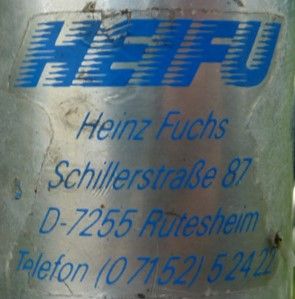 HEIFU
Heinz Fuchs
Schillerstraße 87
D-7255 Rutesheim
Telefon (07152) 52422